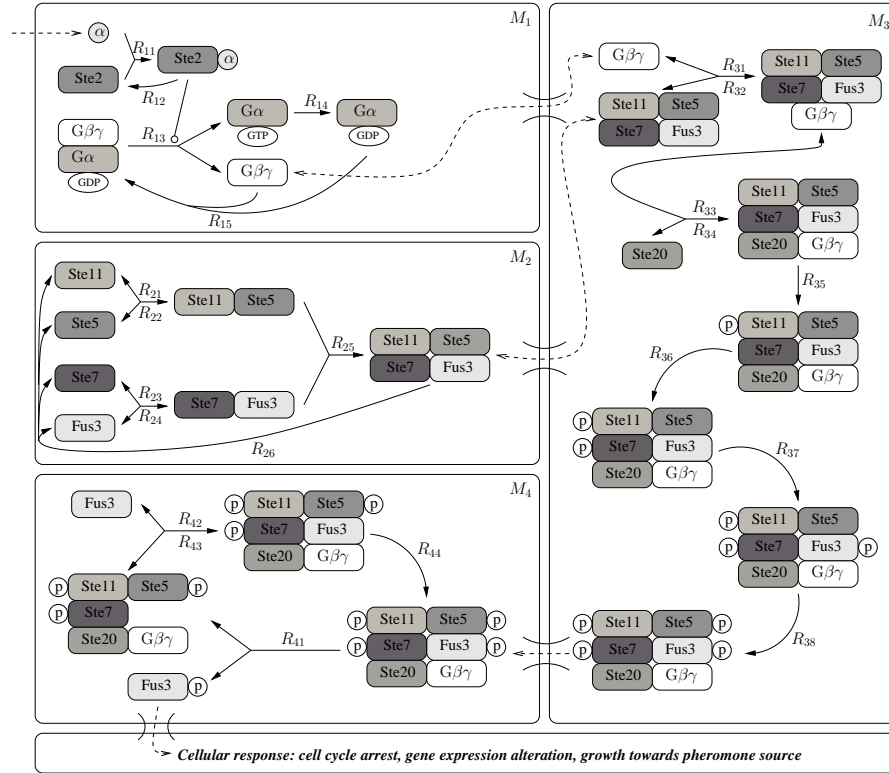 M₁
α
R₁₁
Ste2
Ste2 α
R₁₂
Gβγ
Gα
GDP
R₁₃
Gα
GTP
R₁₄
Gα
GDP
Gβγ
R₁₅
M₂
Ste11
R₂₁
R₂₂
Ste5
Ste11 Ste5
Ste7
R₂₃
R₂₄
Fus3
Ste7 Fus3
R₂₅
Ste11 Ste5
Ste7 Fus3
R₂₆
M₃
Gβγ
R₃₁
R₃₂
Ste11 Ste5
Ste7 Fus3
Ste11 Ste5
Ste7 Fus3
Gβγ
R₃₃
R₃₄
Ste20
Ste11 Ste5
Ste7 Fus3
Ste20 Gβγ
R₃₅
p Ste11 Ste5
Ste7 Fus3
Ste20 Gβγ
R₃₆
p Ste11 Ste5
p Ste7 Fus3
Ste20 Gβγ
R₃₇
p Ste11 Ste5
p Ste7 Fus3 p
Ste20 Gβγ
R₃₈
p Ste11 Ste5 p
p Ste7 Fus3 p
Ste20 Gβγ
M₄
Fus3
R₄₂
R₄₃
p Ste11 Ste5 p
p Ste7 Fus3
Ste20 Gβγ
R₄₄
p Ste11 Ste5 p
p Ste7
Ste20 Gβγ
R₄₁
p Ste11 Ste5 p
p Ste7 Fus3 p
Ste20 Gβγ
Fus3 p
Cellular response: cell cycle arrest, gene expression alteration, growth towards pheromone source